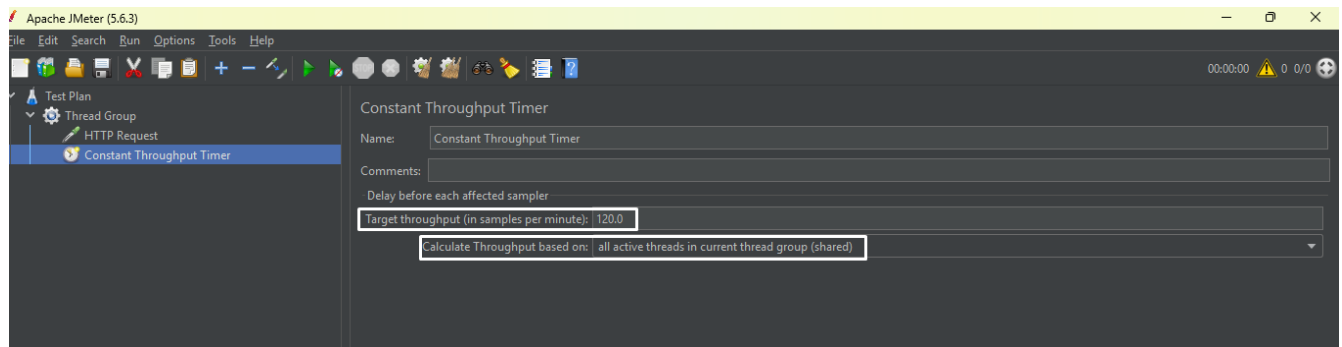 Apache JMeter (5.6.3)
File Edit Search Run Options Tools Help
00:00:00 0 0/0
Test Plan
Thread Group
HTTP Request
Constant Throughput Timer
Constant Throughput Timer
Name: Constant Throughput Timer
Comments:
Delay before each affected sampler
Target throughput (in samples per minute): 120.0
Calculate Throughput based on: all active threads in current thread group (shared)